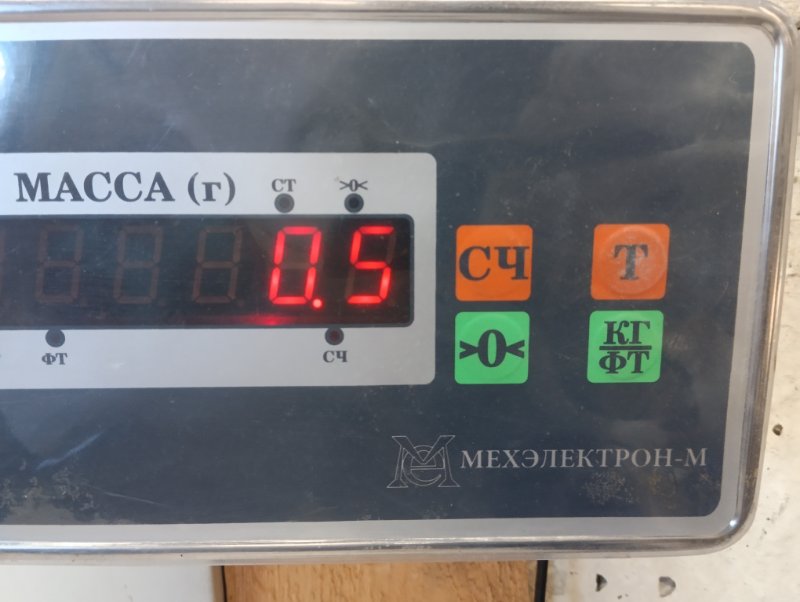 МАССА (г)
СТ >0<
0.5
ФТ СЧ
СЧ Т
>0< КГ
ФТ
МЕХЭЛЕКТРОН-М